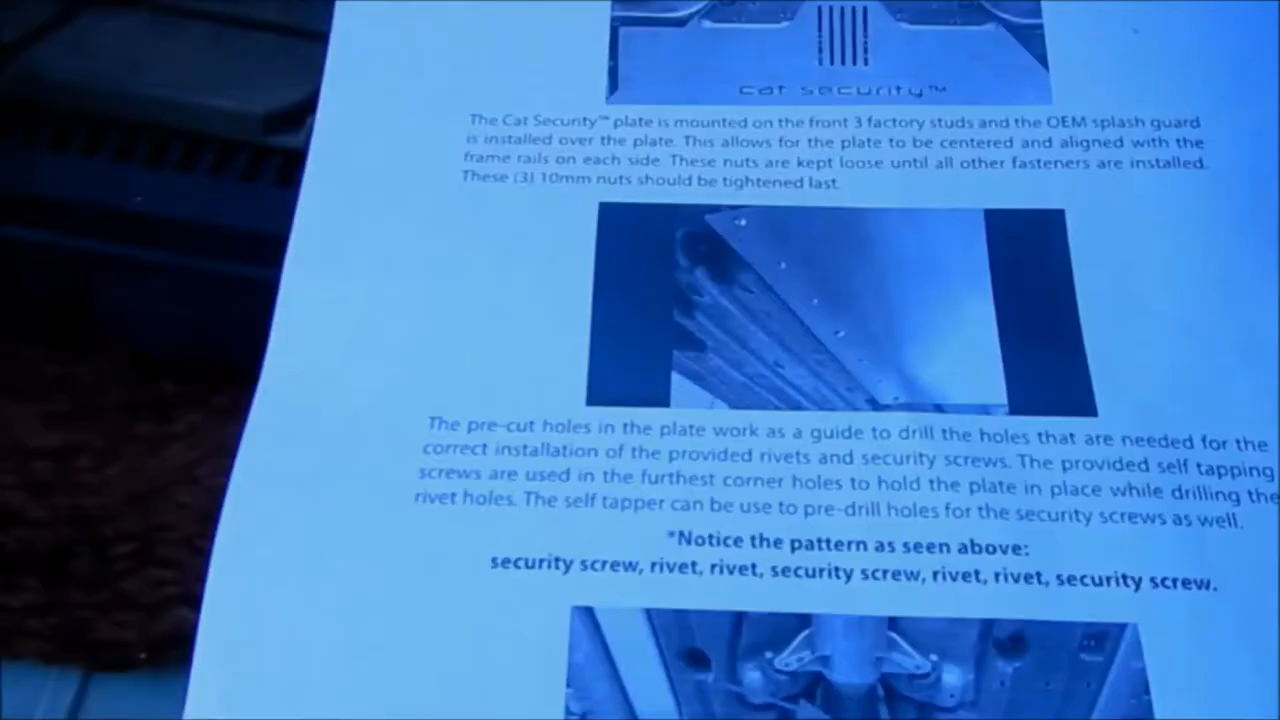 cat security™
The Cat Security™ plate is mounted on the front 3 factory studs and the OEM splash guard
is installed over the plate. This allows for the plate to be centered and aligned with the
frame rails on each side. These nuts are kept loose until all other fasteners are installed.
These (3) 10mm nuts should be tightened last.
The pre-cut holes in the plate work as a guide to drill the holes that are needed for the
correct installation of the provided rivets and security screws. The provided self tapping
screws are used in the furthest corner holes to hold the plate in place while drilling the
rivet holes. The self tapper can be use to pre-drill holes for the security screws as well.
*Notice the pattern as seen above:
security screw, rivet, rivet, security screw, rivet, rivet, security screw.